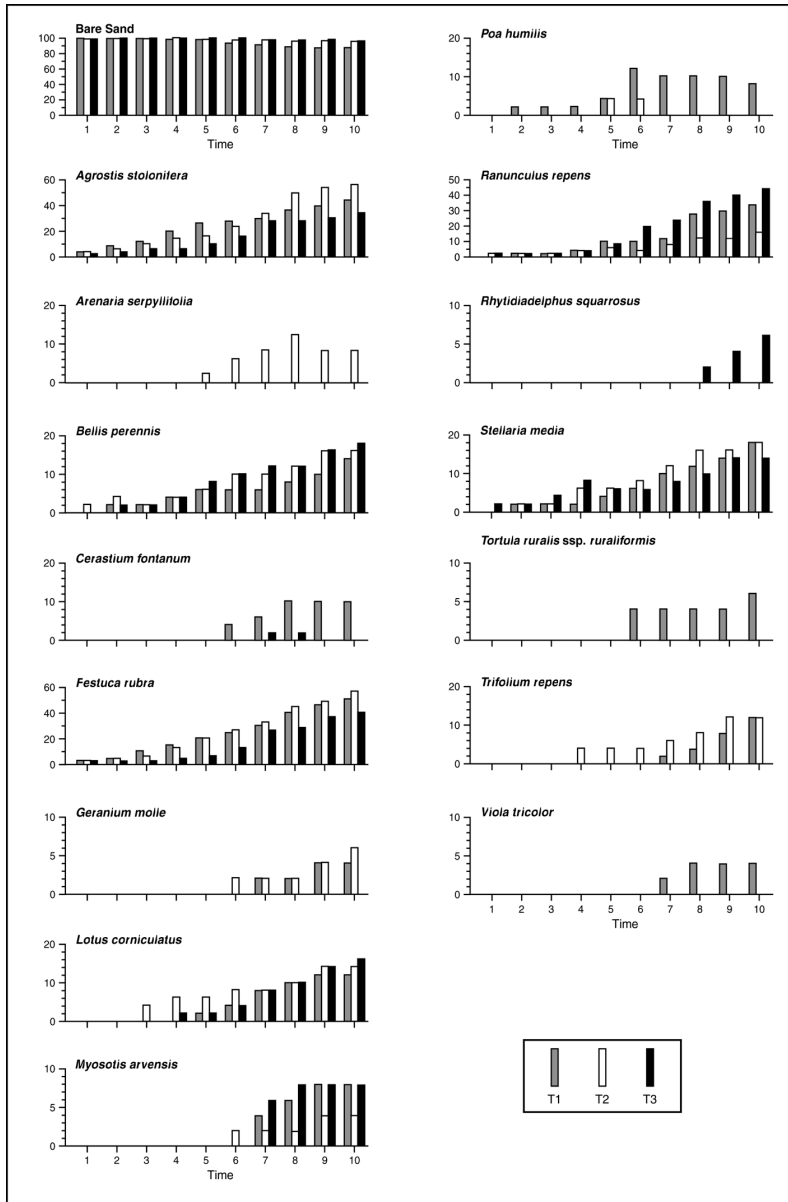 Bare Sand
100
80
60
40
20
0
1 2 3 4 5 6 7 8 9 10
Time
Agrostis stolonifera
60
40
20
0
Arenaria serpyllifolia
20
10
0
Bellis perennis
20
10
0
Cerastium fontanum
20
10
0
Festuca rubra
60
40
20
0
Geranium molle
10
5
0
Lotus corniculatus
20
10
0
Myosotis arvensis
10
5
0
1 2 3 4 5 6 7 8 9 10
Time
Poa humilis
20
10
0
1 2 3 4 5 6 7 8 9 10
Time
Ranunculus repens
50
40
30
20
10
0
Rhytidiadelphus squarrosus
10
5
0
Stellaria media
20
10
0
Tortula ruralis ssp. ruraliformis
10
5
0
Trifolium repens
20
10
0
Viola tricolor
10
5
0
1 2 3 4 5 6 7 8 9 10
Time
T1 T2 T3